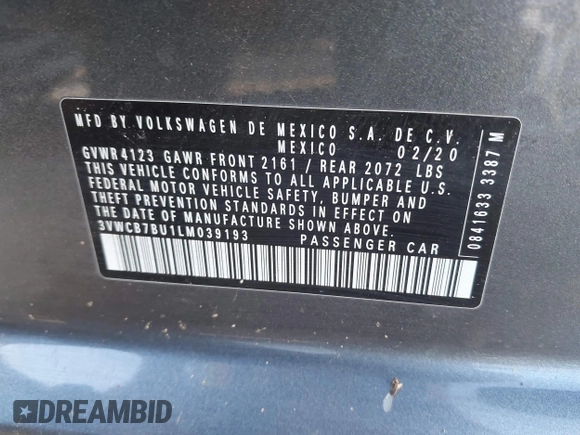 MFD BY VOLKSWAGEN DE MEXICO S.A. DE C.V.
MEXICO 02/20
GVWR 4123 GAWR FRONT 2161 / REAR 2072 LBS
THIS VEHICLE CONFORMS TO ALL APPLICABLE U.S.
FEDERAL MOTOR VEHICLE SAFETY, BUMPER AND
THEFT PREVENTION STANDARDS IN EFFECT ON
THE DATE OF MANUFACTURE SHOWN ABOVE.
3VWCB7BU1LM039193 PASSENGER CAR
0841633 3387 M
DREAMBID